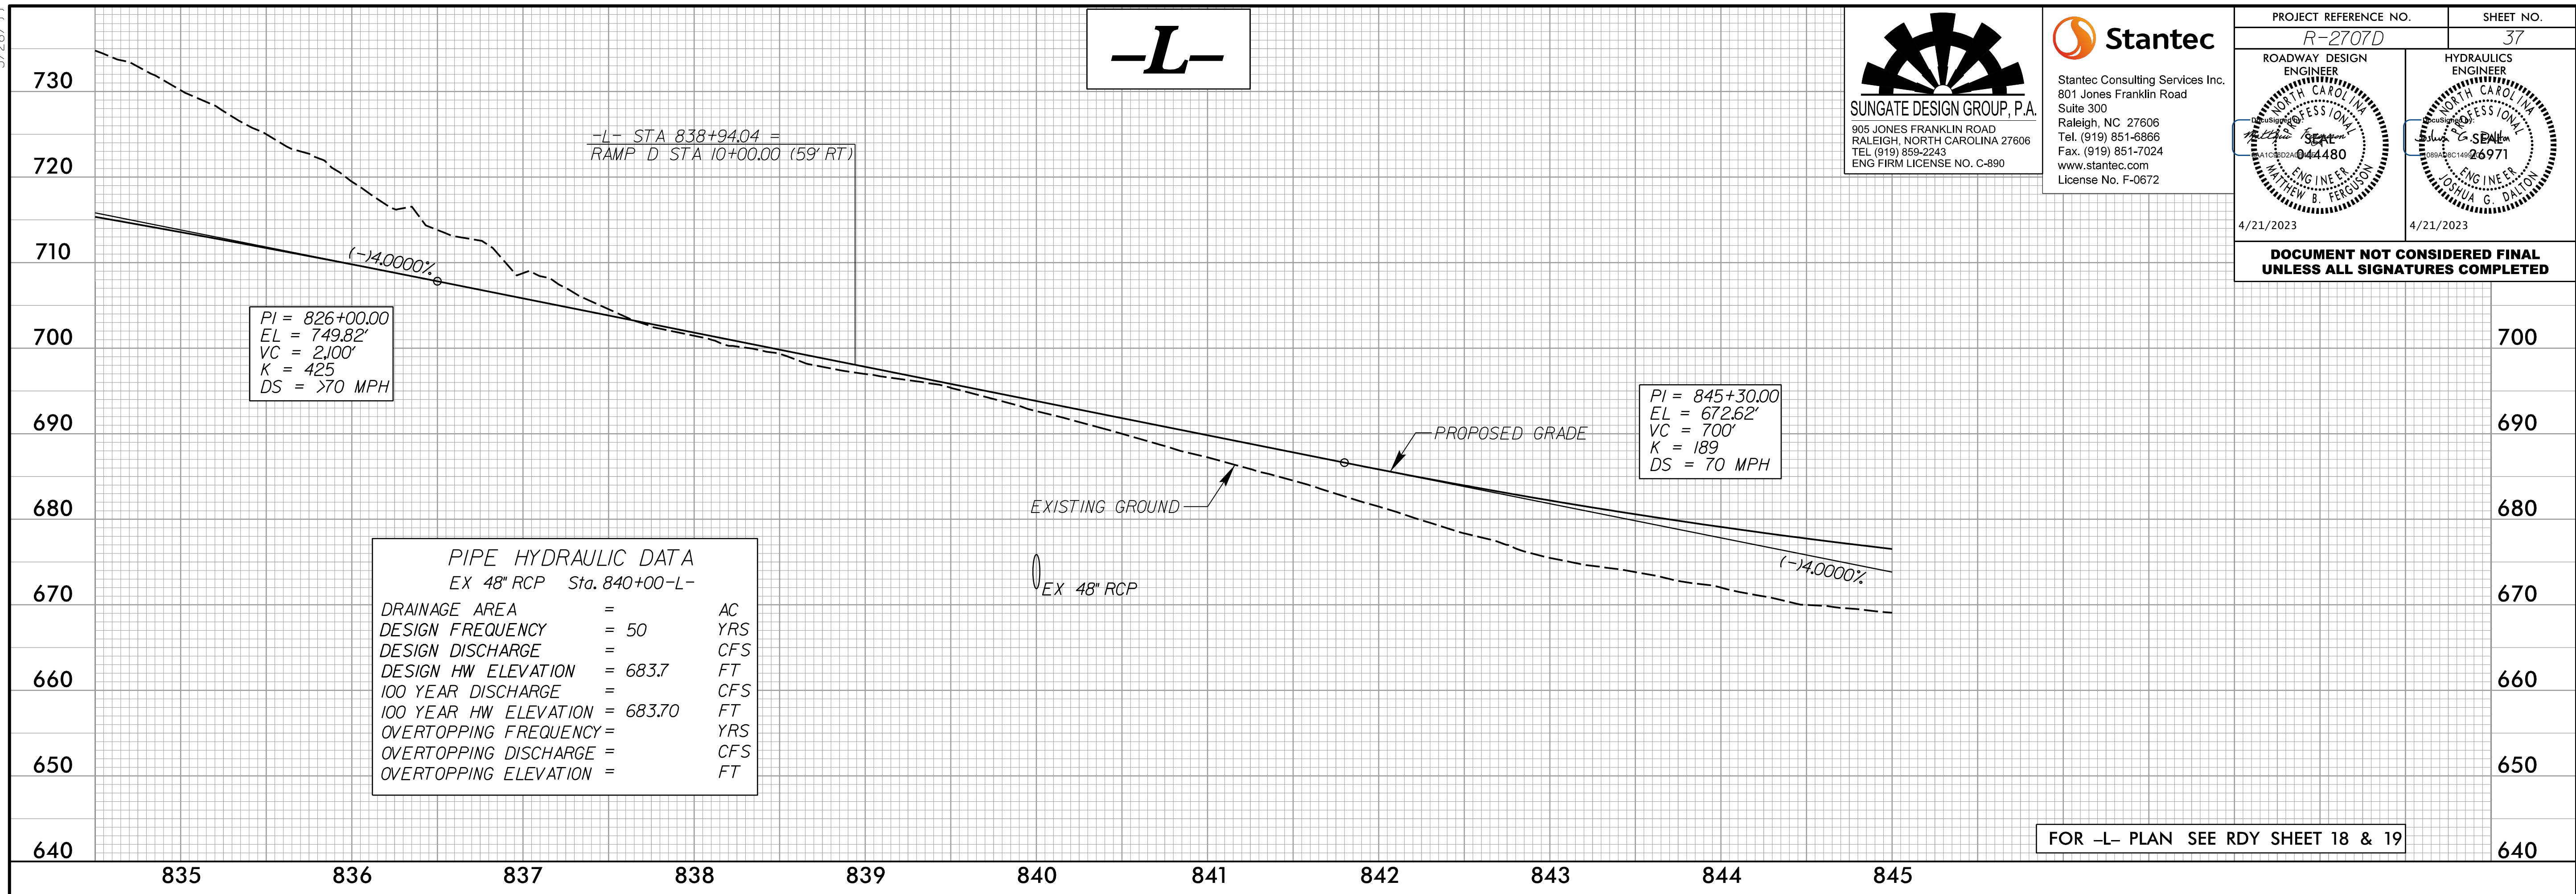 -L-
SUNGATE DESIGN GROUP, P.A.
905 JONES FRANKLIN ROAD
RALEIGH, NORTH CAROLINA 27606
TEL (919) 859-2243
ENG FIRM LICENSE NO. C-890
Stantec
Stantec Consulting Services Inc.
801 Jones Franklin Road
Suite 300
Raleigh, NC 27606
Tel. (919) 851-6866
Fax. (919) 851-7024
www.stantec.com
License No. F-0672
PROJECT REFERENCE NO.
SHEET NO.
R-2707D
37
ROADWAY DESIGN
ENGINEER
NORTH CAROLINA
PROFESSIONAL
SEAL
044480
ENGINEER
MATTHEW B. FERGUSON
4/21/2023
HYDRAULICS
ENGINEER
NORTH CAROLINA
PROFESSIONAL
SEAL
26971
ENGINEER
JOSHUA G. DALTON
4/21/2023
DOCUMENT NOT CONSIDERED FINAL
UNLESS ALL SIGNATURES COMPLETED
730
720
710
700
690
680
670
660
650
640
-L- STA 838+94.04 =
RAMP D STA 10+00.00 (59' RT)
(-)4.0000%
PI = 826+00.00
EL = 749.82'
VC = 2,100'
K = 425
DS = >70 MPH
PI = 845+30.00
EL = 672.62'
VC = 700'
K = 189
DS = 70 MPH
PROPOSED GRADE
EXISTING GROUND
EX 48" RCP
(-)4.0000%
PIPE HYDRAULIC DATA
EX 48" RCP Sta. 840+00-L-
DRAINAGE AREA = AC
DESIGN FREQUENCY = 50 YRS
DESIGN DISCHARGE = CFS
DESIGN HW ELEVATION = 683.7 FT
100 YEAR DISCHARGE = CFS
100 YEAR HW ELEVATION = 683.70 FT
OVERTOPPING FREQUENCY = YRS
OVERTOPPING DISCHARGE = CFS
OVERTOPPING ELEVATION = FT
700
690
680
670
660
650
640
FOR -L- PLAN SEE RDY SHEET 18 & 19
835 836 837 838 839 840 841 842 843 844 845